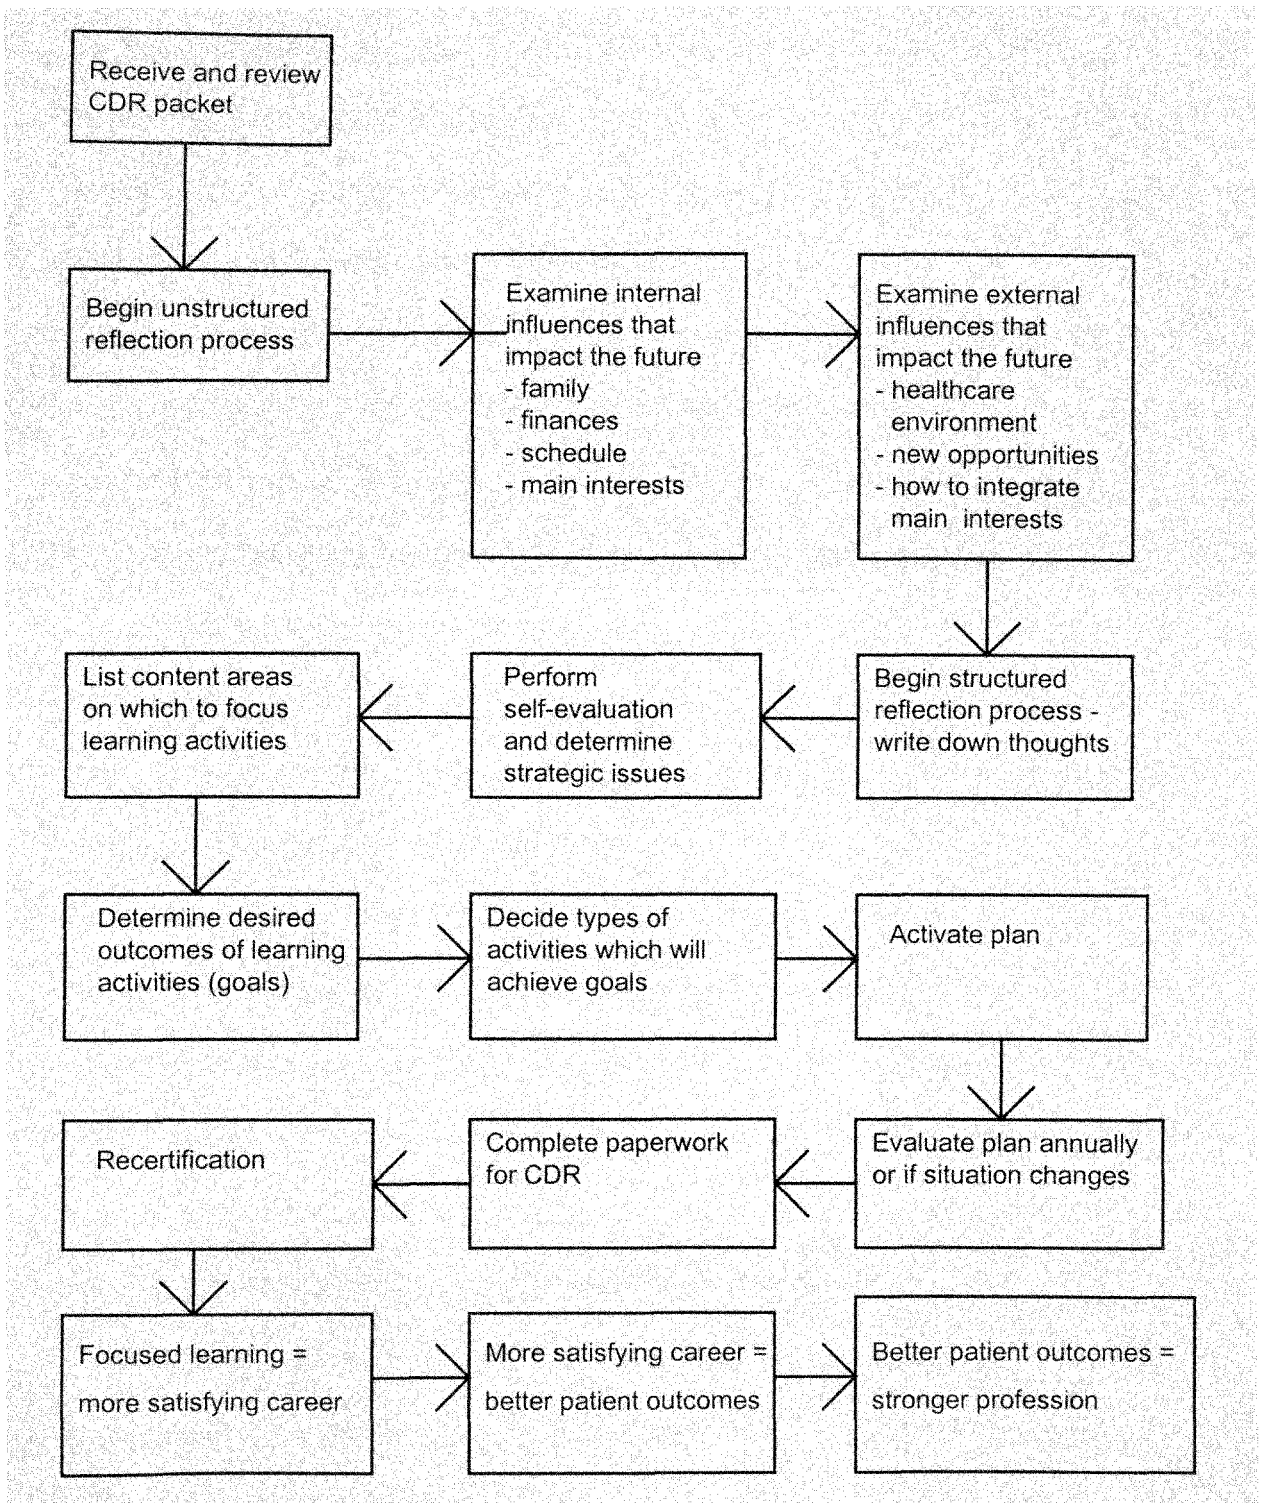 Receive and review
CDR packet
Begin unstructured
reflection process
Examine internal
influences that
impact the future
- family
- finances
- schedule
- main interests
Examine external
influences that
impact the future
- healthcare
environment
- new opportunities
- how to integrate
main interests
List content areas
on which to focus
learning activities
Perform
self-evaluation
and determine
strategic issues
Begin structured
reflection process -
write down thoughts
Determine desired
outcomes of learning
activities (goals)
Decide types of
activities which will
achieve goals
Activate plan
Recertification
Complete paperwork
for CDR
Evaluate plan annually
or if situation changes
Focused learning =
more satisfying career
More satisfying career =
better patient outcomes
Better patient outcomes =
stronger profession